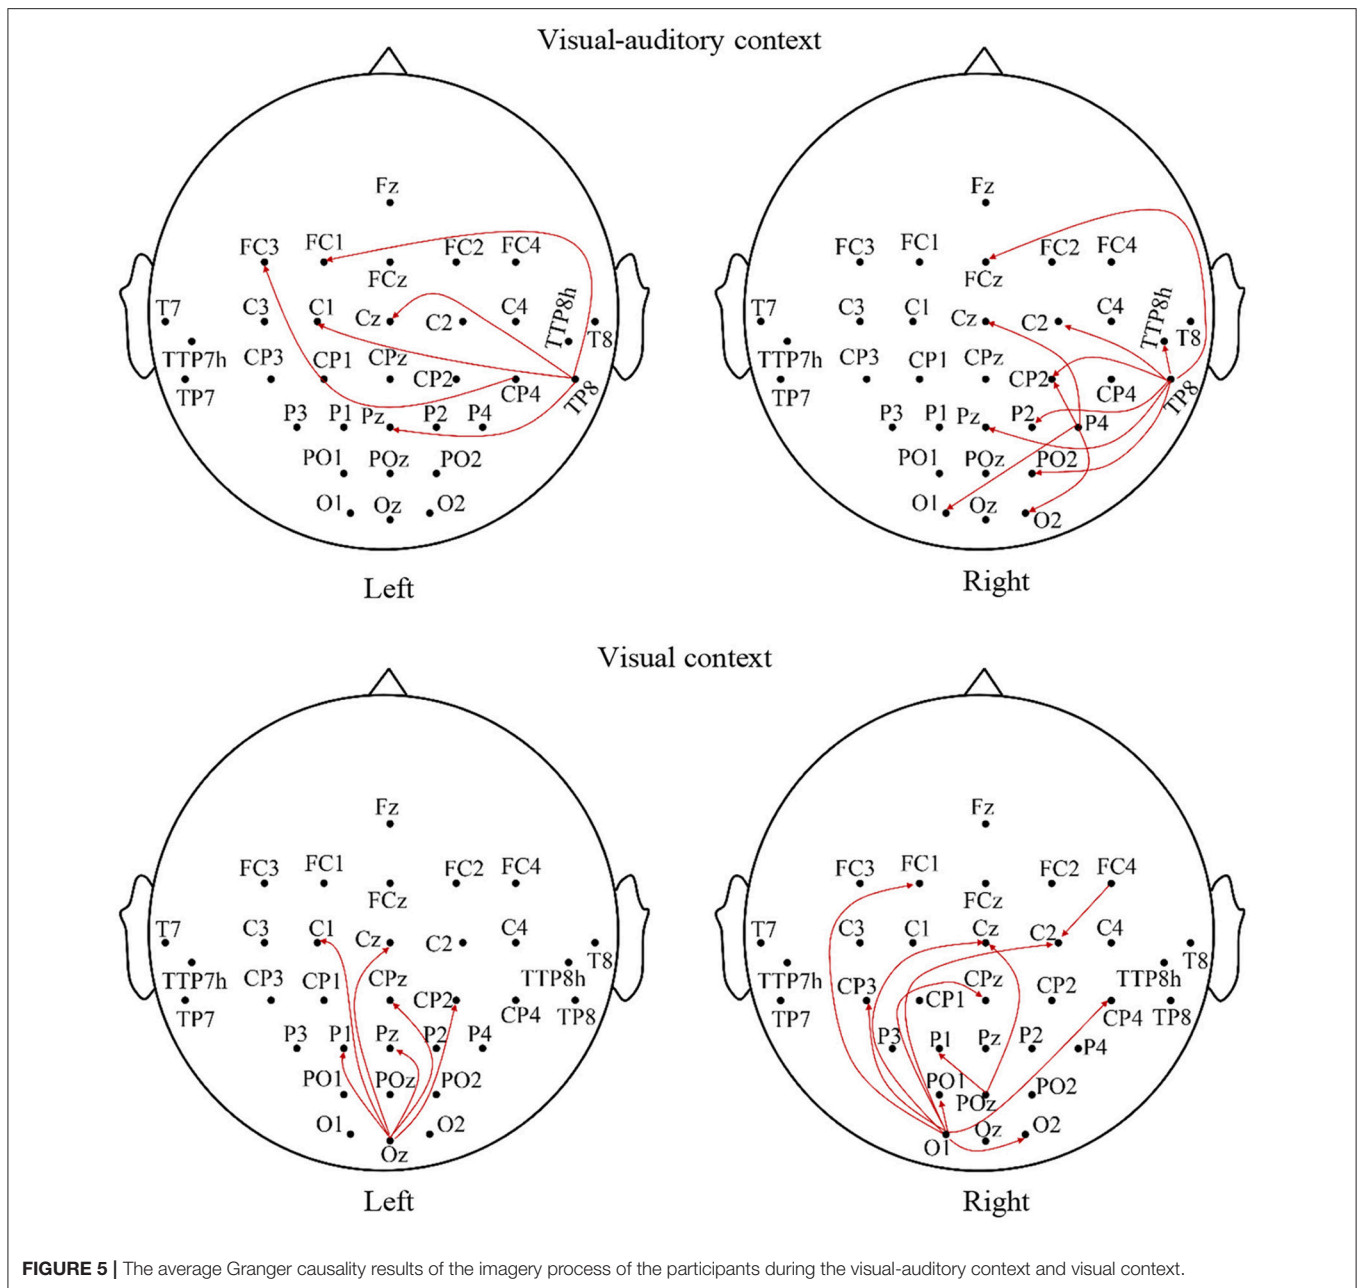 Visual-auditory context
Fz Fz
FC3 FC1 FC2 FC4 FC3 FC1 FC2 FC4
FCz FCz
T7 C3 C1 Cz C2 C4 TTP8h T8 T7 C3 C1 Cz C2 C4 TTP8h T8
TTP7h CP3 CP1 CPz CP2 CP4 TTP7h CP3 CP1 CPz CP2 CP4
TP7 TP8 TP7 TP8
P3 P1 Pz P2 P4 P3 P1 Pz P2 P4
PO1 POz PO2 PO1 POz PO2
O1 Oz O2 O1 Oz O2
Left Right
Visual context
Fz Fz
FC3 FC1 FC2 FC4 FC3 FC1 FC2 FC4
FCz FCz
T7 C3 C1 Cz C2 C4 T8 T7 C3 C1 Cz C2 C4 T8
TTP7h CP3 CP1 CPz CP2 TTP8h TTP7h CP3 CP1 CPz CP2 TTP8h
TP7 CP4 TP8 TP7 CP4 TP8
P3 P1 Pz P2 P4 P3 P1 Pz P2 P4
PO1 POz PO2 PO1 POz PO2
O1 O2 Oz O2
Oz O1
Left Right
FIGURE 5 | The average Granger causality results of the imagery process of the participants during the visual-auditory context and visual context.